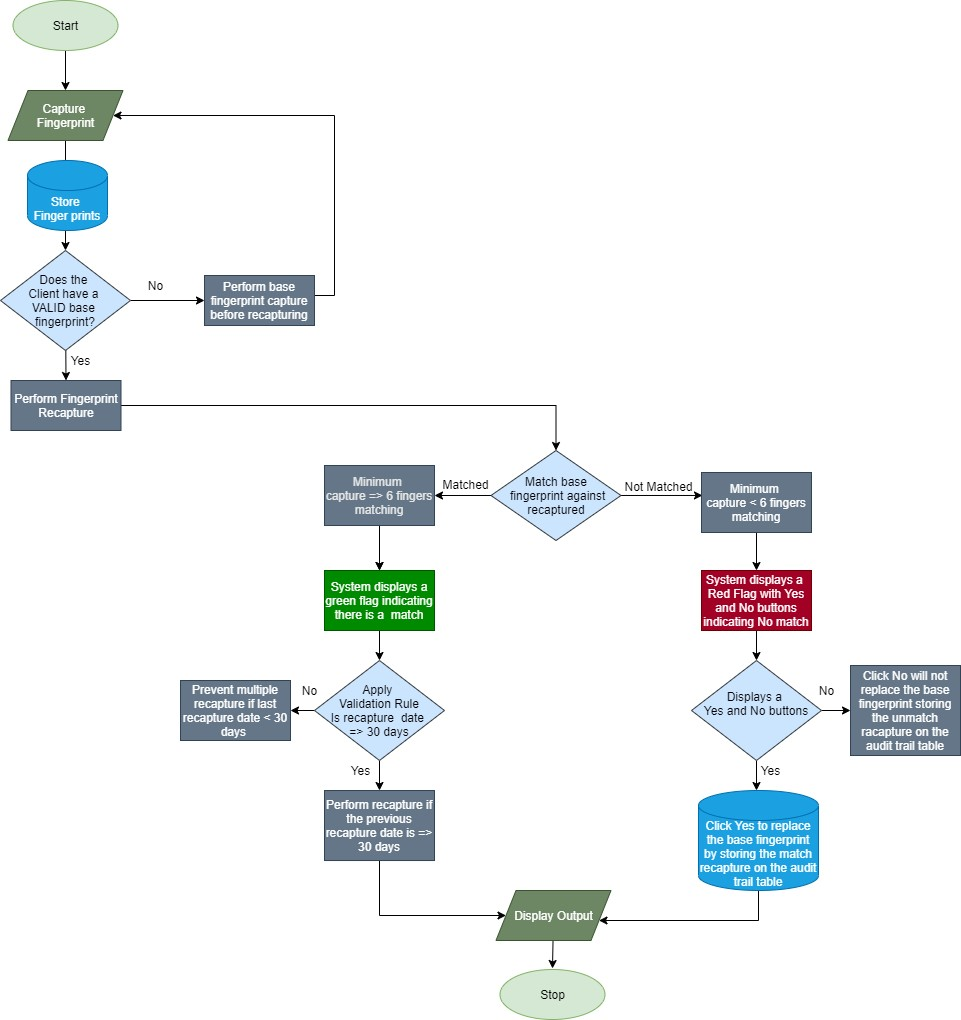 Start
Capture
Fingerprint
Store
Finger prints
Does the
Client have a
VALID base
fingerprint?
No
Perform base
fingerprint capture
before recapturing
Yes
Perform Fingerprint
Recapture
Match base
fingerprint against
recaptured
Matched
Minimum
capture => 6 fingers
matching
Not Matched
Minimum
capture < 6 fingers
matching
System displays a
green flag indicating
there is a match
System displays a
Red Flag with Yes
and No buttons
indicating No match
Apply
Validation Rule
Is recapture date
=> 30 days
No
Prevent multiple
recapture if last
recapture date < 30
days
Yes
Perform recapture if
the previous
recapture date is =>
30 days
Displays a
Yes and No buttons
No
Click No will not
replace the base
fingerprint storing
the unmatch
racapture on the
audit trail table
Yes
Click Yes to replace
the base fingerprint
by storing the match
recapture on the audit
trail table
Display Output
Stop